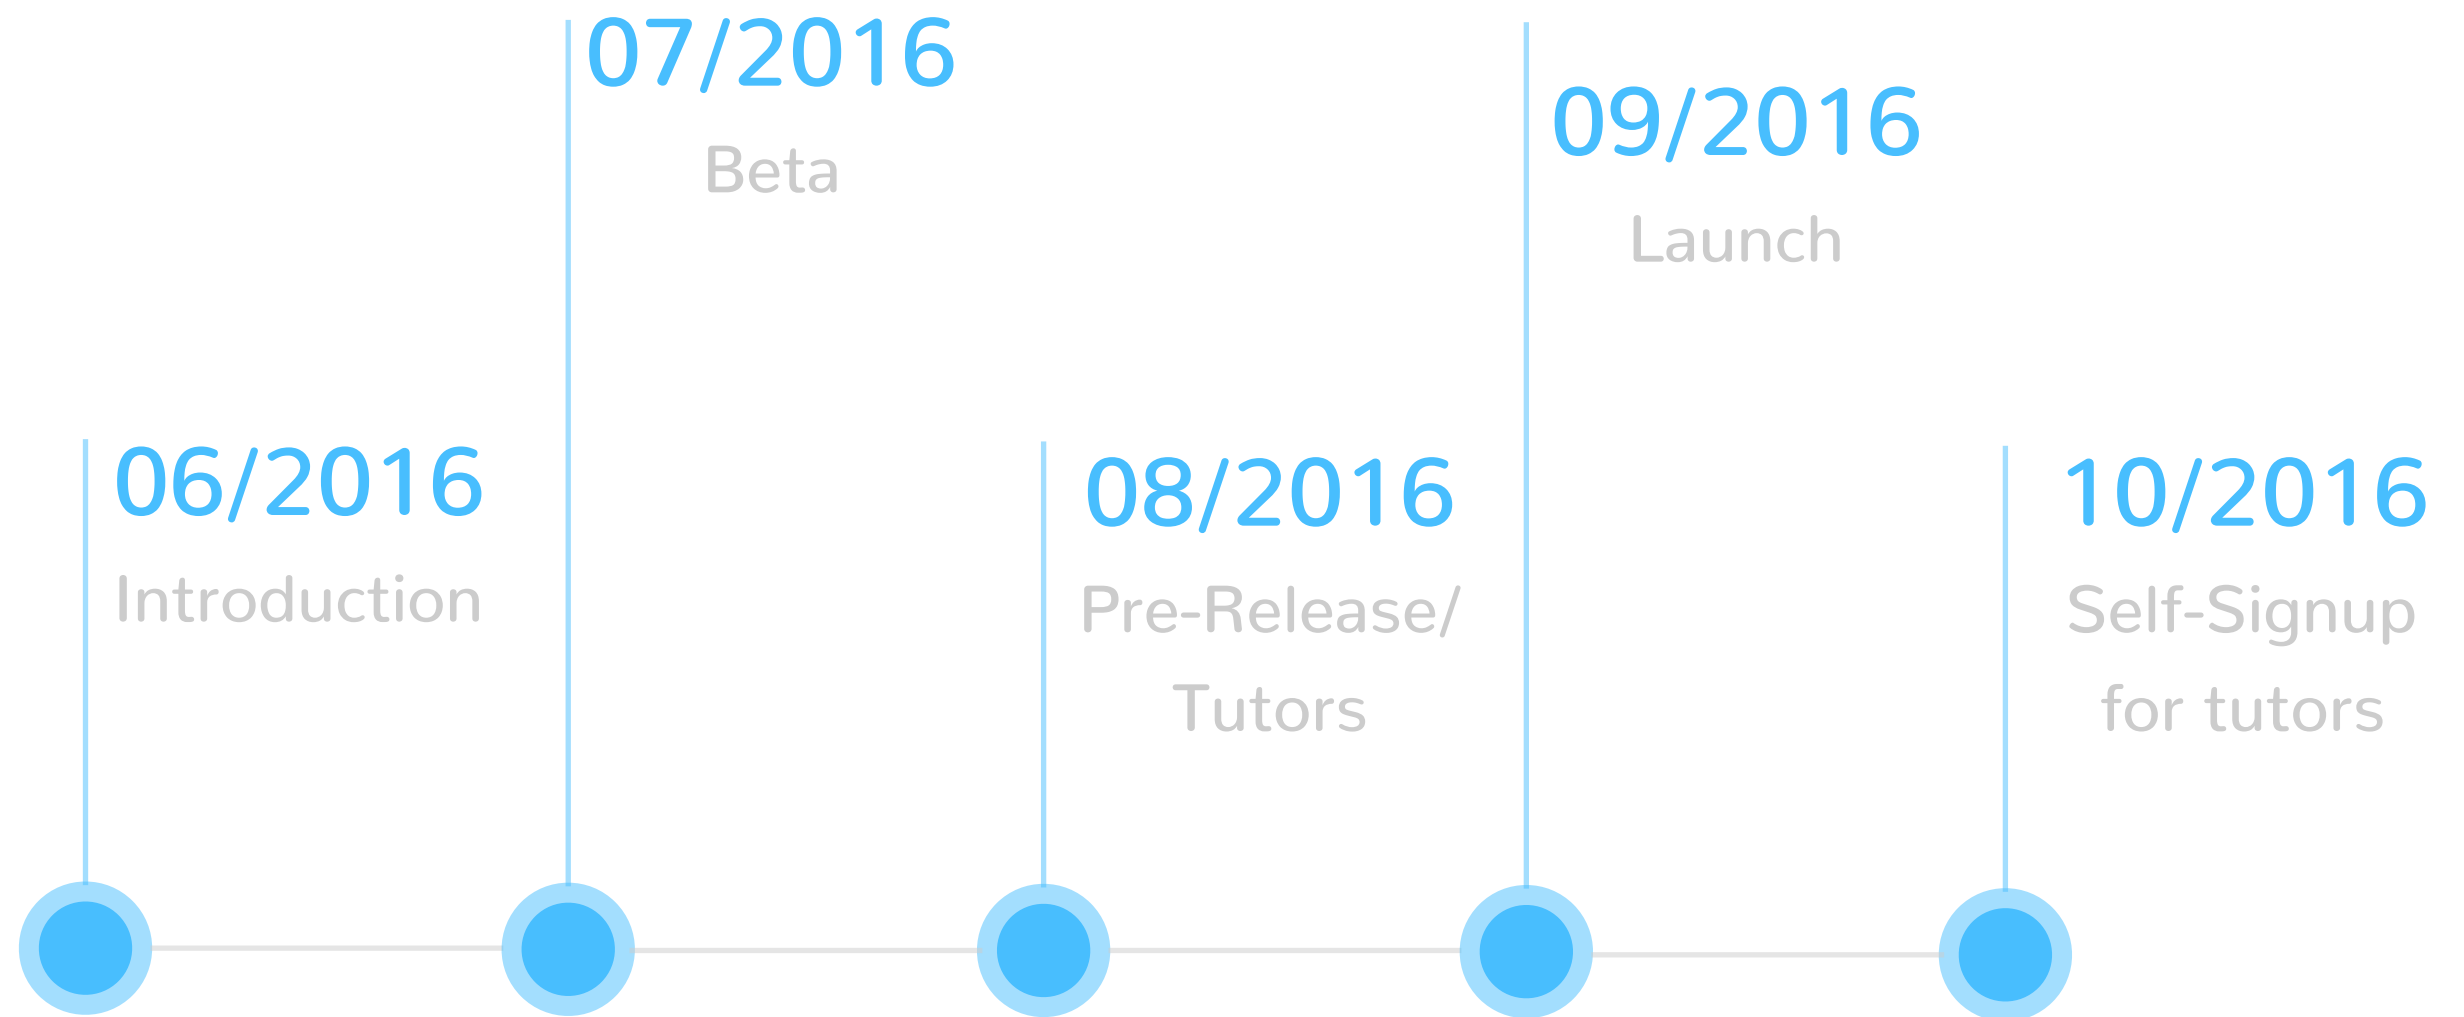 06/2016
Introduction
07/2016
Beta
08/2016
Pre-Release/
Tutors
09/2016
Launch
10/2016
Self-Signup
for tutors